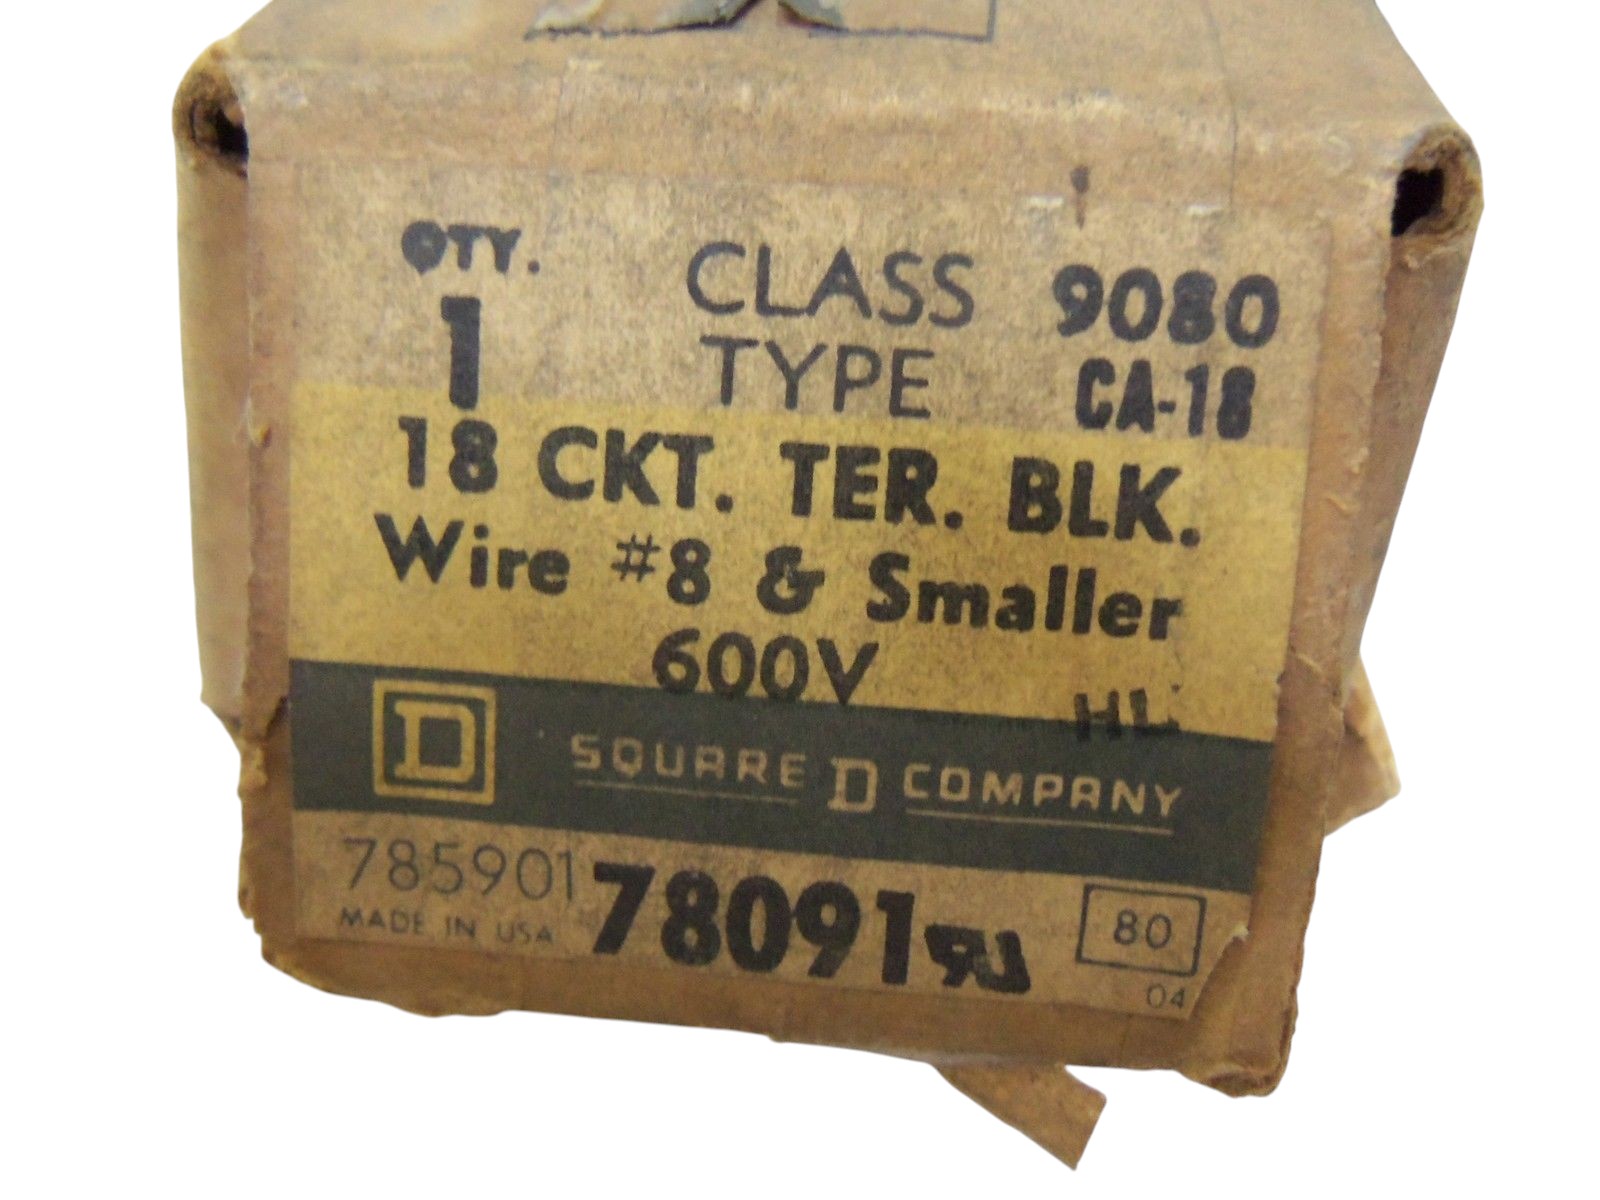 QTY. CLASS 9080
1 TYPE CA-18
18 CKT. TER. BLK.
Wire #8 & Smaller
600V
D SQUARE D COMPANY
785901 78091 80
MADE IN USA 04